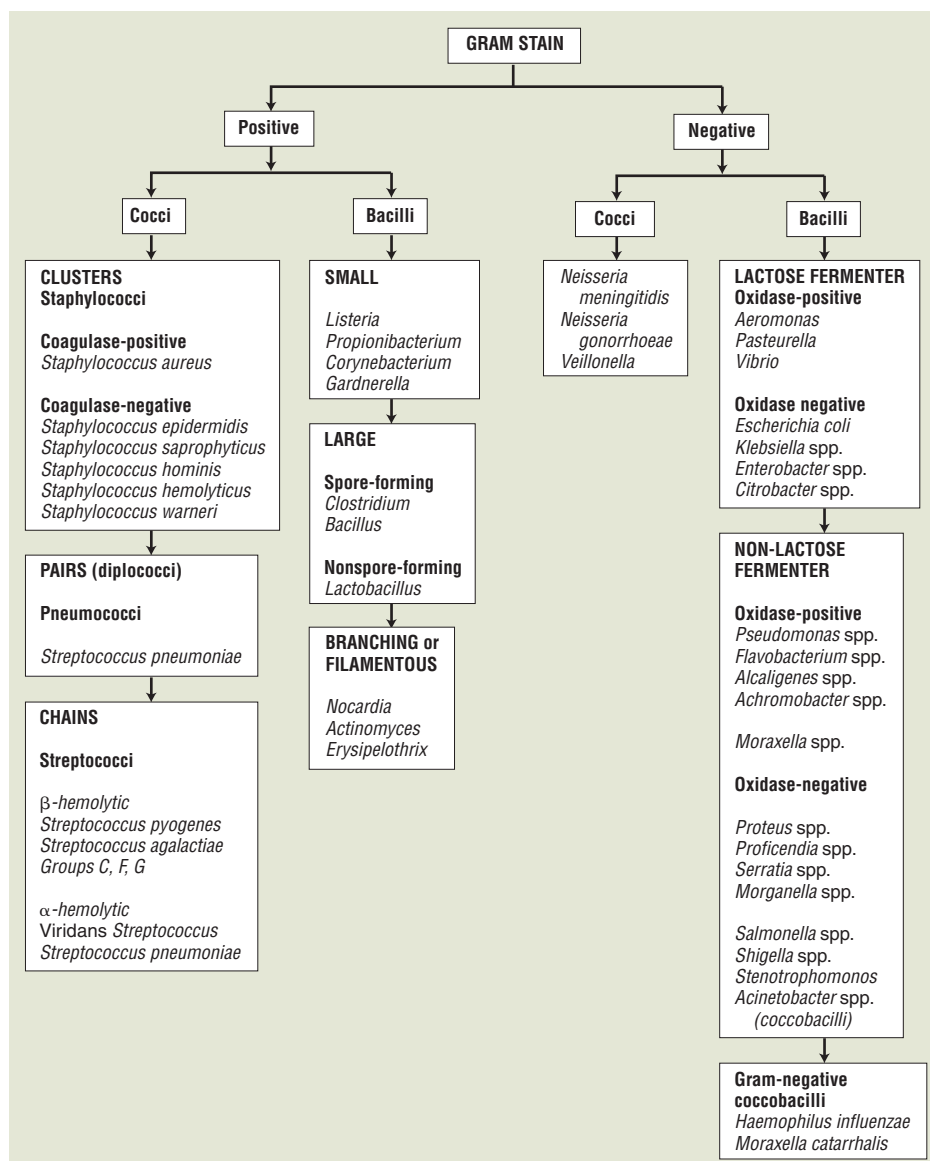 GRAM STAIN
Positive
Negative
Cocci
Bacilli
Cocci
Bacilli
CLUSTERS
Staphylococci
Coagulase-positive
Staphylococcus aureus
Coagulase-negative
Staphylococcus epidermidis
Staphylococcus saprophyticus
Staphylococcus hominis
Staphylococcus hemolyticus
Staphylococcus warneri
PAIRS (diplococci)
Pneumococci
Streptococcus pneumoniae
CHAINS
Streptococci
β-hemolytic
Streptococcus pyogenes
Streptococcus agalactiae
Groups C, F, G
α-hemolytic
Viridans Streptococcus
Streptococcus pneumoniae
SMALL
Listeria
Propionibacterium
Corynebacterium
Gardnerella
LARGE
Spore-forming
Clostridium
Bacillus
Nonspore-forming
Lactobacillus
BRANCHING or
FILAMENTOUS
Nocardia
Actinomyces
Erysipelothrix
Neisseria
meningitidis
Neisseria
gonorrhoeae
Veillonella
LACTOSE FERMENTER
Oxidase-positive
Aeromonas
Pasteurella
Vibrio
Oxidase negative
Escherichia coli
Klebsiella spp.
Enterobacter spp.
Citrobacter spp.
NON-LACTOSE
FERMENTER
Oxidase-positive
Pseudomonas spp.
Flavobacterium spp.
Alcaligenes spp.
Achromobacter spp.
Moraxella spp.
Oxidase-negative
Proteus spp.
Proficendia spp.
Serratia spp.
Morganella spp.
Salmonella spp.
Shigella spp.
Stenotrophomonos
Acinetobacter spp.
(coccobacilli)
Gram-negative
coccobacilli
Haemophilus influenzae
Moraxella catarrhalis